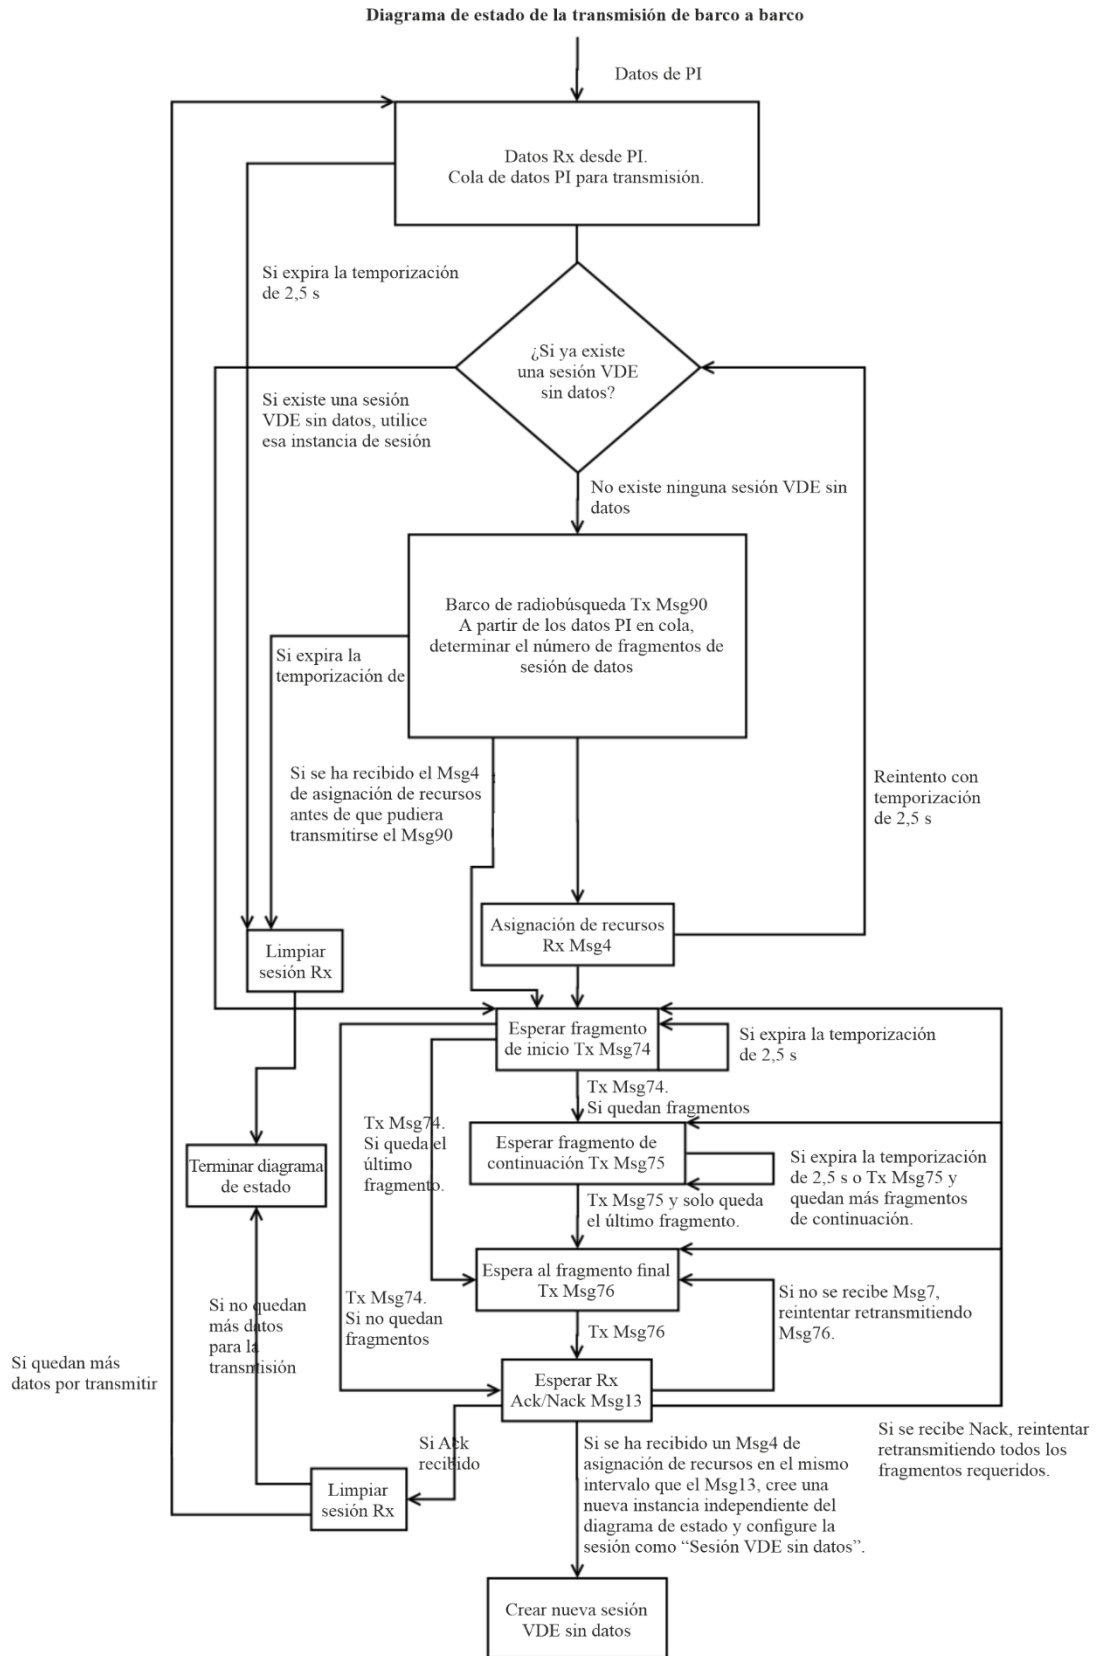 Diagrama de estado de la transmisión de barco a barco
Datos de PI
Datos Rx desde PI.
Cola de datos PI para transmisión.
Si expira la temporización
de 2,5 s
¿Si ya existe
una sesión VDE
sin datos?
Si existe una sesión
VDE sin datos, utilice
esa instancia de sesión
No existe ninguna sesión VDE sin
datos
Barco de radiobúsqueda Tx Msg90
A partir de los datos PI en cola,
determinar el número de fragmentos de
sesión de datos
Si expira la
temporización de
Si se ha recibido el Msg4
de asignación de recursos
antes de que pudiera
transmitirse el Msg90
Reintento con
temporización
de 2,5 s
Asignación de recursos
Rx Msg4
Limpiar
sesión Rx
Esperar fragmento
de inicio Tx Msg74
Si expira la temporización
de 2,5 s
Tx Msg74.
Si quedan fragmentos
Tx Msg74.
Si queda el
último
fragmento.
Esperar fragmento de
continuación Tx Msg75
Si expira la temporización
de 2,5 s o Tx Msg75 y
quedan más fragmentos
de continuación.
Terminar diagrama
de estado
Tx Msg75 y solo queda
el último fragmento.
Espera al fragmento final
Tx Msg76
Si no se recibe Msg7,
reintentar retransmitiendo
Msg76.
Tx Msg74.
Si no quedan
fragmentos
Si no quedan
más datos
para la
transmisión
Tx Msg76
Si quedan más
datos por transmitir
Esperar Rx
Ack/Nack Msg13
Si se recibe Nack, reintentar
retransmitiendo todos los
fragmentos requeridos.
Si Ack
recibido
Si se ha recibido un Msg4 de
asignación de recursos en el mismo
intervalo que el Msg13, cree una
nueva instancia independiente del
diagrama de estado y configure la
sesión como “Sesión VDE sin datos”.
Limpiar
sesión Rx
Crear nueva sesión
VDE sin datos